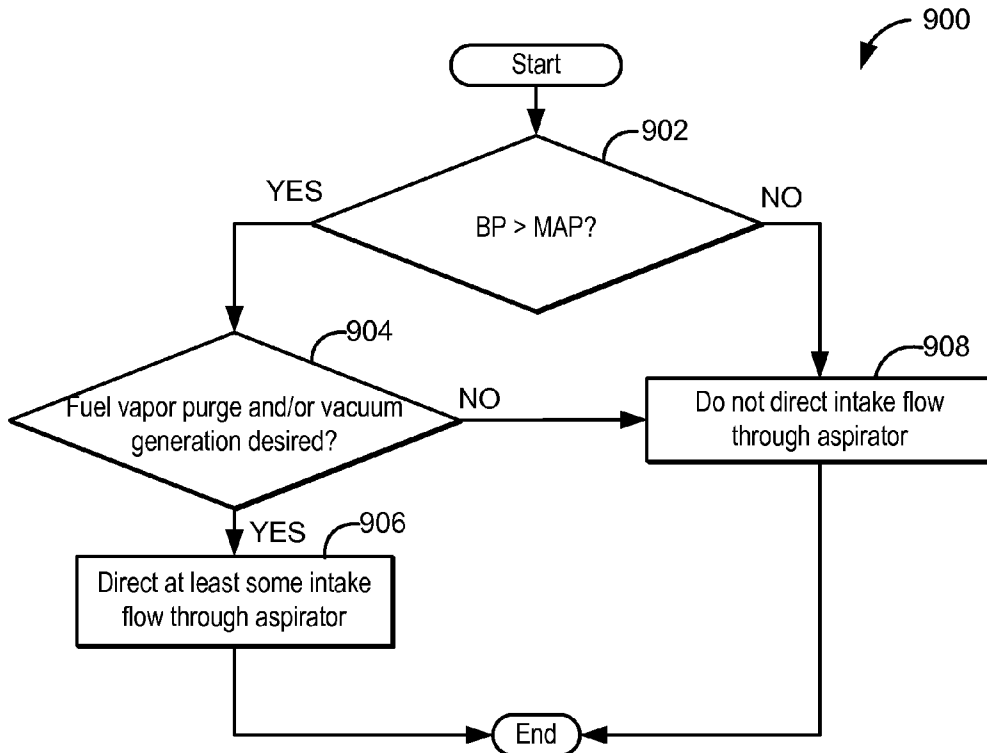 900
Start
902
YES
NO
BP > MAP?
904
908
Fuel vapor purge and/or vacuum
generation desired?
NO
Do not direct intake flow
through aspirator
YES
906
Direct at least some intake
flow through aspirator
End